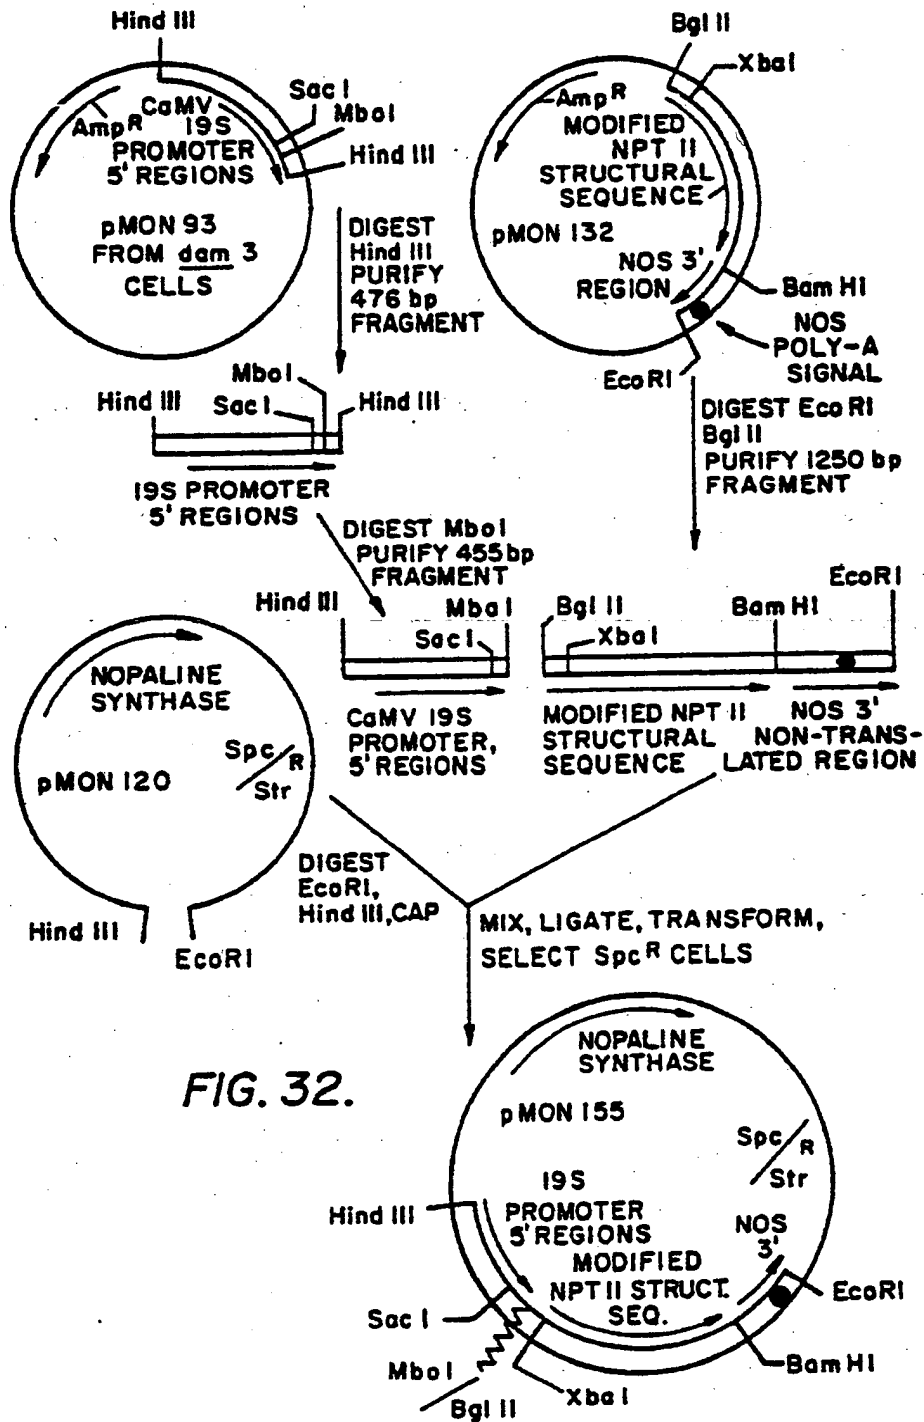 Hind III
Sac I
Mbo I
Hind III
Amp R
CaMV
19S
PROMOTER
5' REGIONS
pMON 93
FROM dam 3
CELLS
DIGEST
Hind III
PURIFY
476 bp
FRAGMENT
Bgl II
Xba I
Amp R
MODIFIED
NPT II
STRUCTURAL
SEQUENCE
pMON 132
NOS 3'
REGION
Bam HI
NOS
POLY-A
SIGNAL
EcoRI
DIGEST Eco RI
Bgl II
PURIFY 1250 bp
FRAGMENT
Hind III
Sac I
Mbo I
Hind III
19S PROMOTER
5' REGIONS
DIGEST Mbo I
PURIFY 455 bp
FRAGMENT
Hind III
Sac I
Mbo I
CaMV 19S
PROMOTER,
5' REGIONS
Bgl II
Xba I
Bam HI
EcoRI
MODIFIED NPT II
STRUCTURAL
SEQUENCE
NOS 3'
NON-TRANS-
LATED REGION
NOPALINE
SYNTHASE
pMON 120
Spc/Str R
Hind III
EcoRI
DIGEST
EcoRI,
Hind III, CAP
MIX, LIGATE, TRANSFORM,
SELECT Spc R CELLS
FIG. 32.
NOPALINE
SYNTHASE
pMON 155
Spc/Str R
Hind III
19S
PROMOTER
5' REGIONS
MODIFIED
NPT II STRUCT.
SEQ.
NOS
3'
EcoRI
Sac I
Mbo I
Bgl II
Xba I
Bam HI